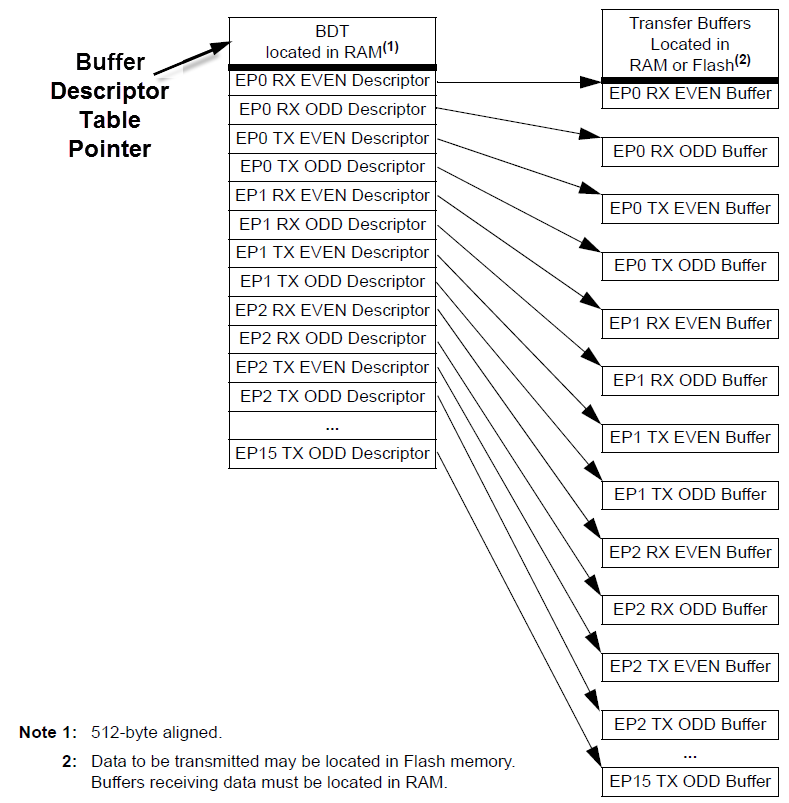 Buffer
Descriptor
Table
Pointer
BDT
located in RAM(1)
EP0 RX EVEN Descriptor
EP0 RX ODD Descriptor
EP0 TX EVEN Descriptor
EP0 TX ODD Descriptor
EP1 RX EVEN Descriptor
EP1 RX ODD Descriptor
EP1 TX EVEN Descriptor
EP1 TX ODD Descriptor
EP2 RX EVEN Descriptor
EP2 RX ODD Descriptor
EP2 TX EVEN Descriptor
EP2 TX ODD Descriptor
...
EP15 TX ODD Descriptor
Transfer Buffers
Located in
RAM or Flash(2)
EP0 RX EVEN Buffer
EP0 RX ODD Buffer
EP0 TX EVEN Buffer
EP0 TX ODD Buffer
EP1 RX EVEN Buffer
EP1 RX ODD Buffer
EP1 TX EVEN Buffer
EP1 TX ODD Buffer
EP2 RX EVEN Buffer
EP2 RX ODD Buffer
EP2 TX EVEN Buffer
EP2 TX ODD Buffer
...
EP15 TX ODD Buffer
Note 1: 512-byte aligned.
2: Data to be transmitted may be located in Flash memory.
Buffers receiving data must be located in RAM.